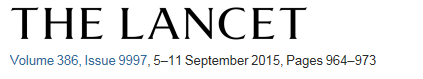 THE LANCET
Volume 386, Issue 9997, 5–11 September 2015, Pages 964–973